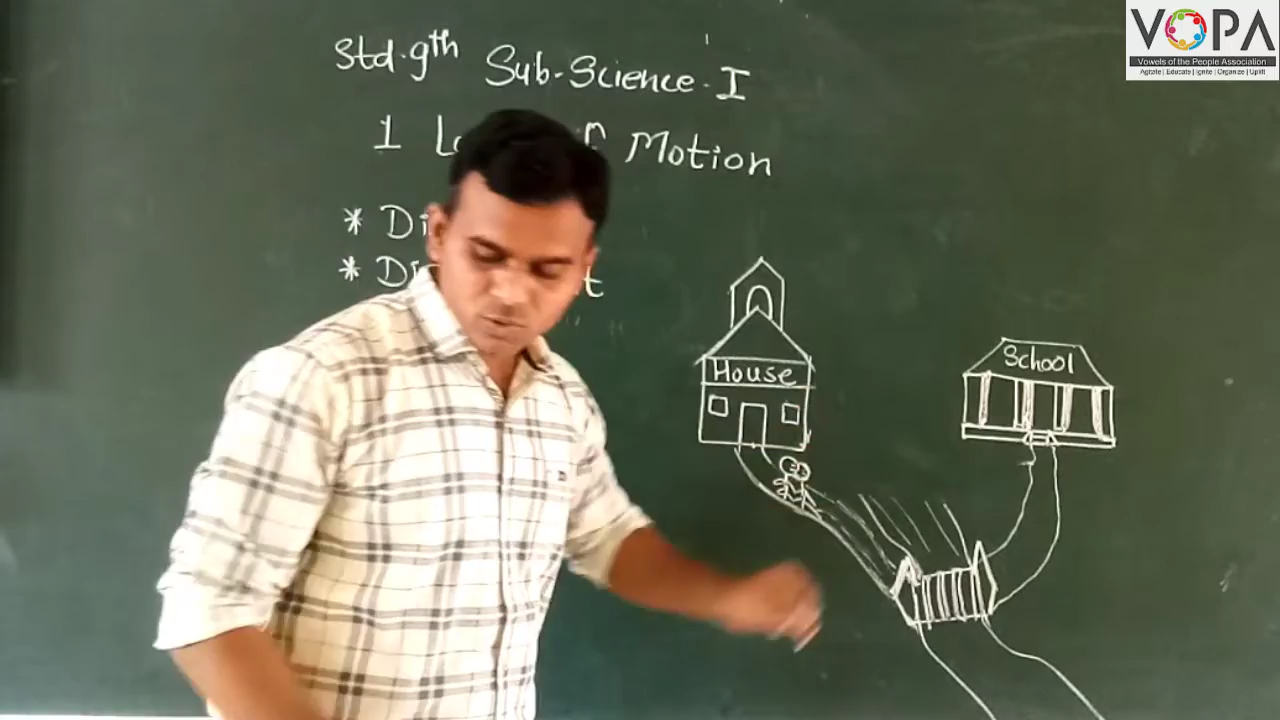 Std. 9th Sub-Science-I
1 of Motion
*
*
House
School
VOPA
Vowels of the People Association
Agitate | Educate | Ignite | Organize | Uplift